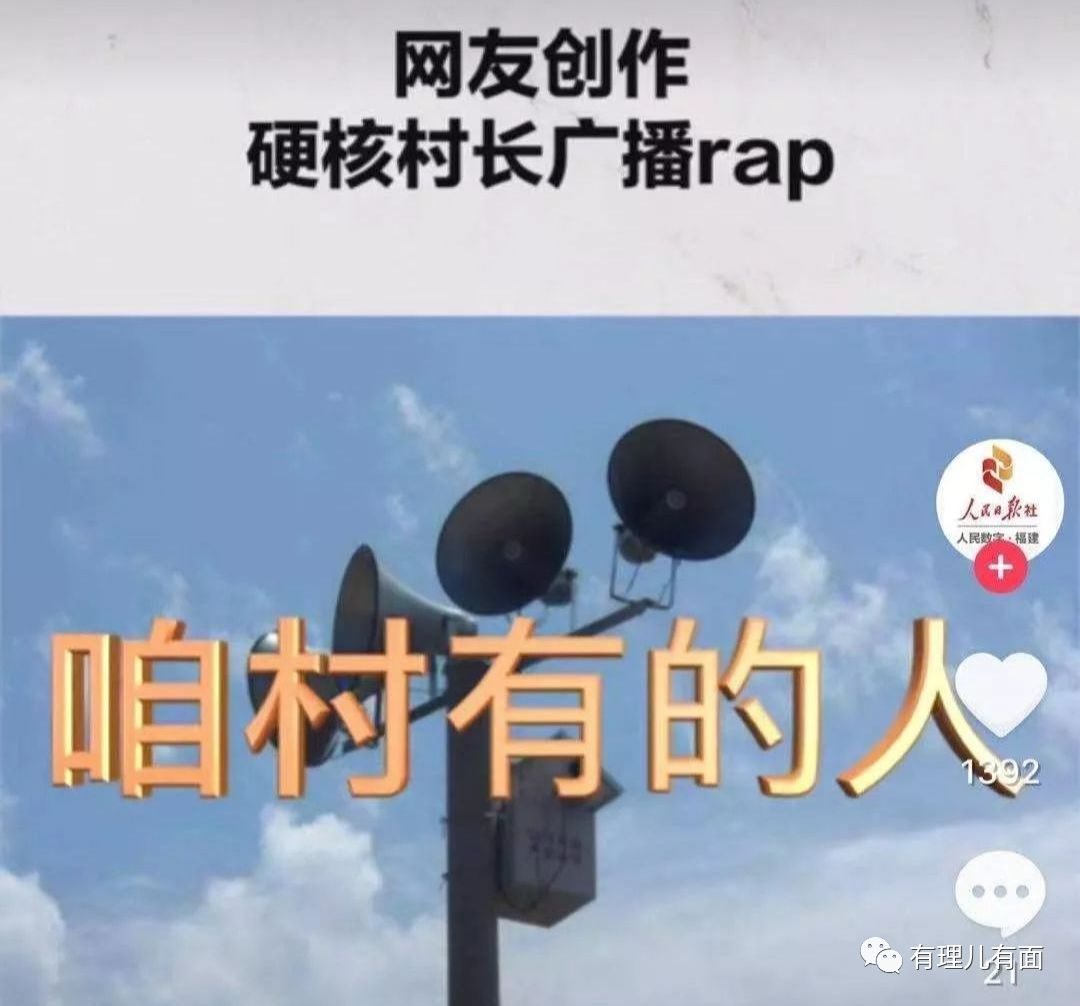 网友创作
硬核村长广播rap
人民日报社
人民数字·福建
咱村有的人
1392
有理儿有面
21